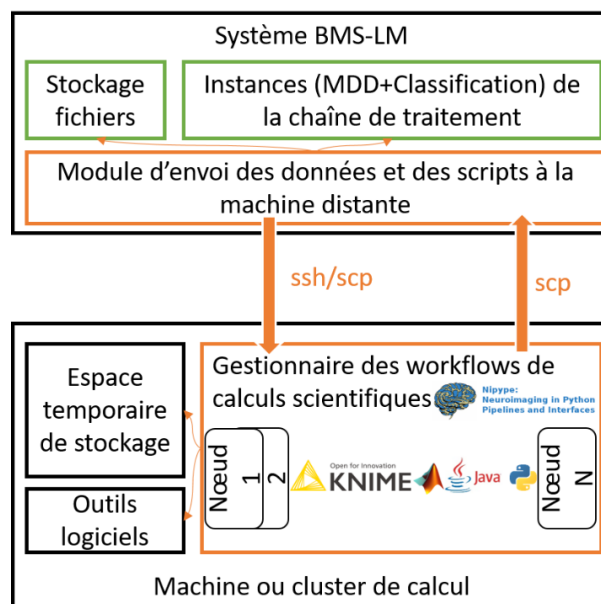 Système BMS-LM
Stockage
fichiers
Instances (MDD+Classification) de
la chaîne de traitement
Module d'envoi des données et des scripts à la
machine distante
ssh/scp
scp
Espace
temporaire
de stockage
Outils
logiciels
Gestionnaire des workflows de
calculs scientifiques
Nipype:
Neuroimaging in Python
Pipelines and Interfaces
Nœud
1
2
Open for Innovation
KNIME
Java
Nœud
N
Machine ou cluster de calcul